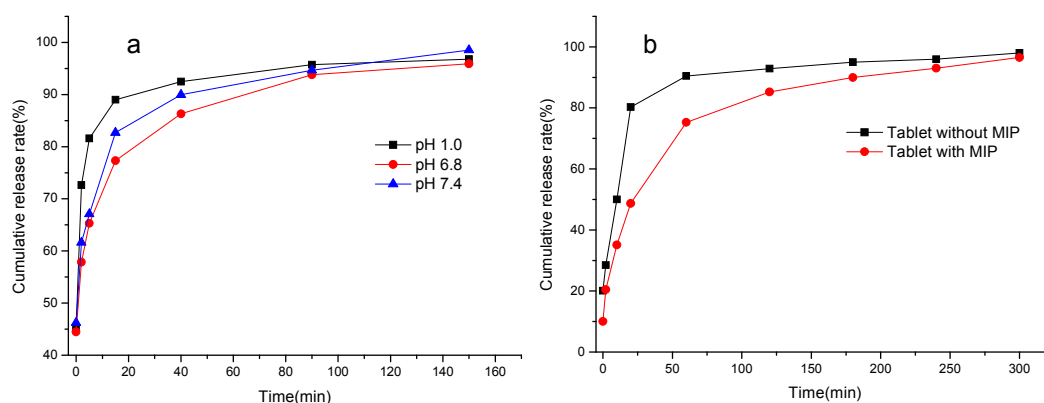 a
Cumulative release rate(%)
100
90
80
70
60
50
40
pH 1.0
pH 6.8
pH 7.4
0
20
40
60
80
100
120
140
160
Time(min)
b
Cumulative release rate(%)
100
80
60
40
20
0
Tablet without MIP
Tablet with MIP
0
50
100
150
200
250
300
Time(min)